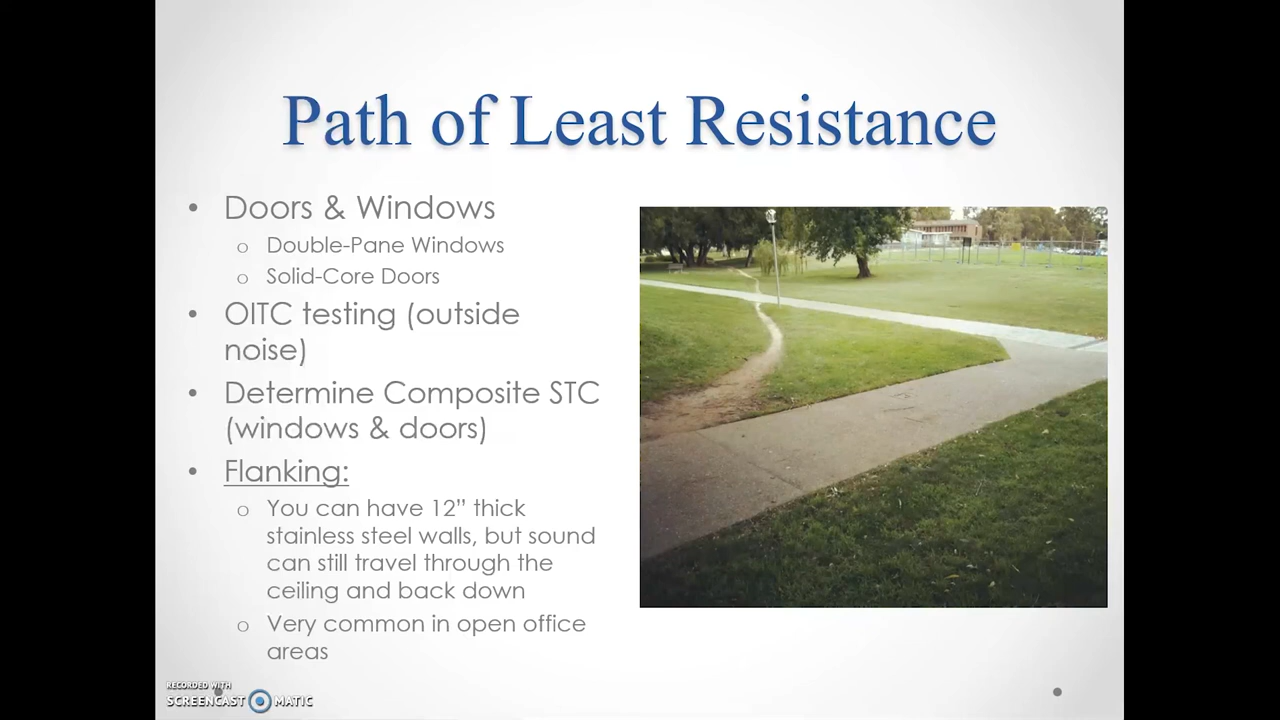 Path of Least Resistance
• Doors & Windows
o Double-Pane Windows
o Solid-Core Doors
• OITC testing (outside
noise)
• Determine Composite STC
(windows & doors)
• Flanking:
o You can have 12” thick
stainless steel walls, but sound
can still travel through the
ceiling and back down
o Very common in open office
areas
RECORDED WITH
SCREENCAST MATIC